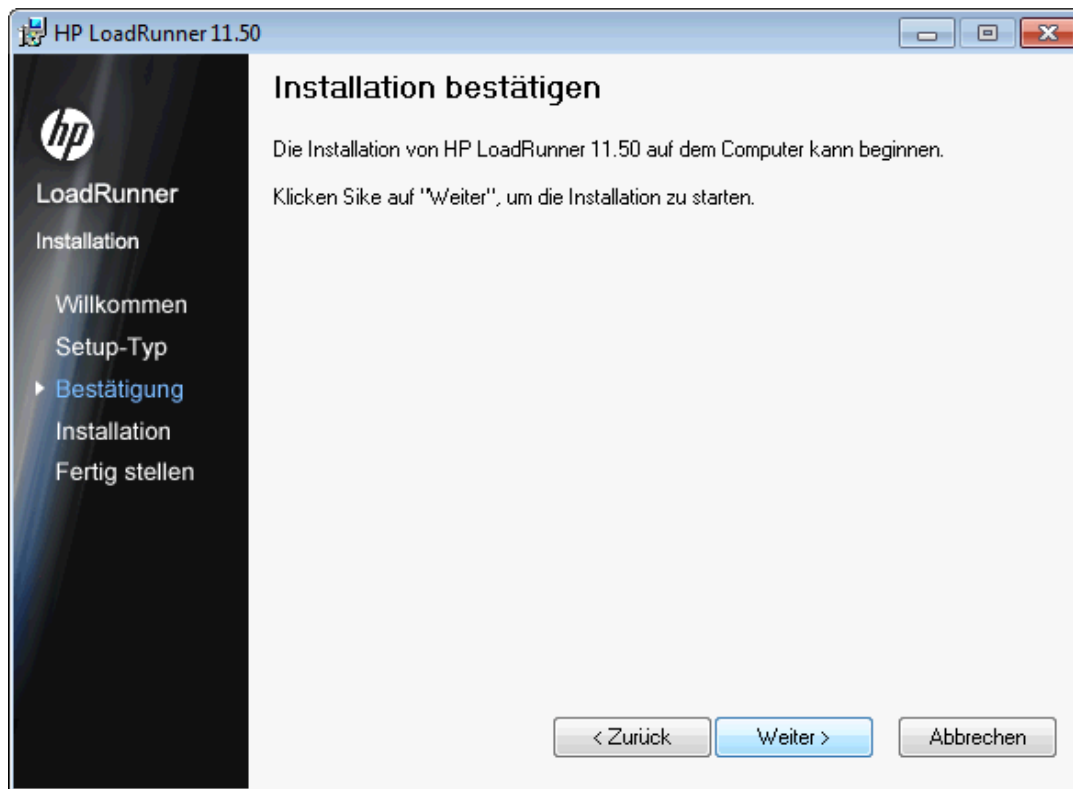 HP LoadRunner 11.50
hp
LoadRunner
Installation
Willkommen
Setup-Typ
Bestätigung
Installation
Fertig stellen
Installation bestätigen
Die Installation von HP LoadRunner 11.50 auf dem Computer kann beginnen.
Klicken Sike auf "Weiter", um die Installation zu starten.
< Zurück
Weiter >
Abbrechen